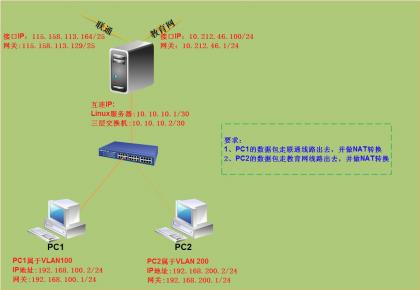 联通
教育网
接口IP: 115.158.113.164/25
网关: 115.158.113.129/25
接口IP: 10.212.46.100/24
网关: 10.212.46.1/24
互连IP:
Linux服务器:10.10.10.1/30
三层交换机:10.10.10.2/30
要求:
1、PC1的数据包走联通线路出去，并做NAT转换
2、PC2的数据包走教育网线路出去，并做NAT转换
PC1
PC2
PC1属于VLAN100
IP地址:192.168.100.2/24
网关:192.168.100.1/24
PC2属于VLAN 200
IP地址:192.168.200.2/24
网关:192.168.200.1/24